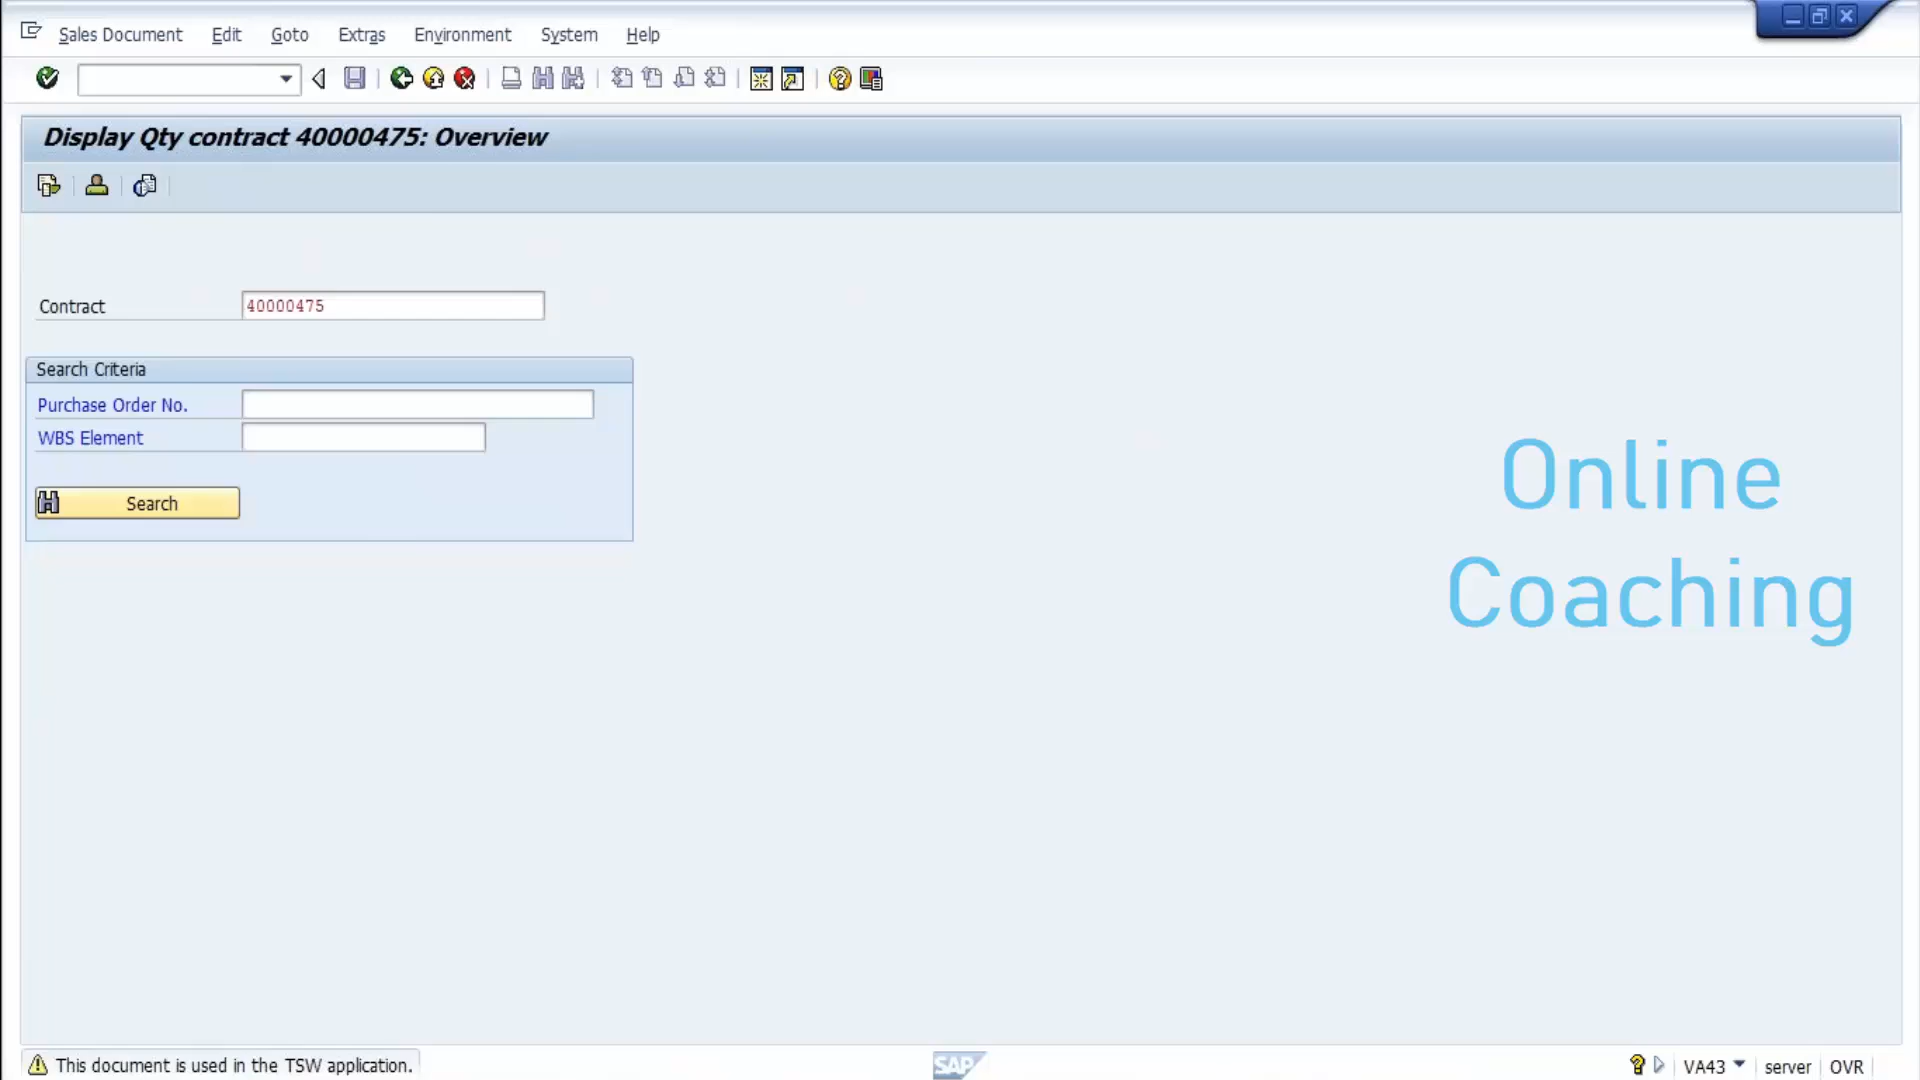 Sales Document Edit Goto Extras Environment System Help
Display Qty contract 40000475: Overview
Contract 40000475
Search Criteria
Purchase Order No.
WBS Element
Search
Online
Coaching
This document is used in the TSW application.
SAP
VA43 server OVR